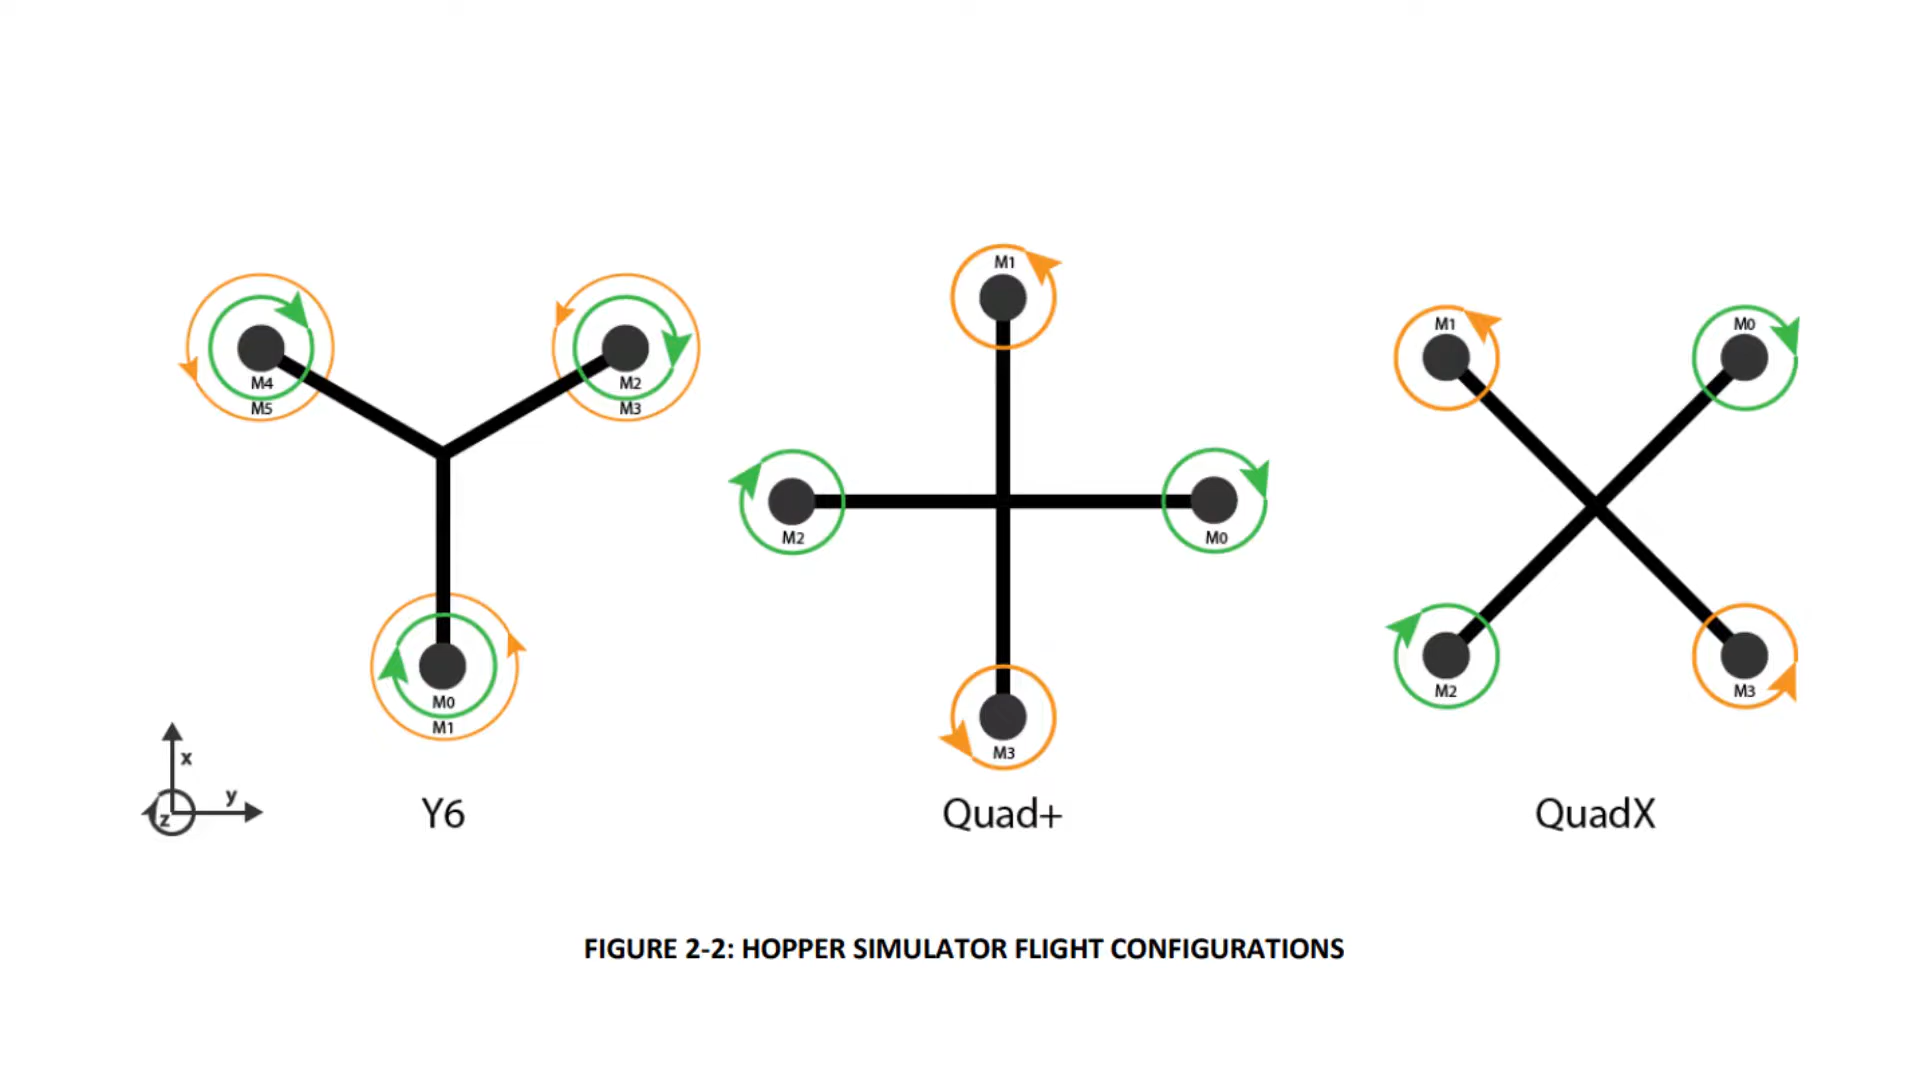 M4
M5
M2
M3
M0
M1
x
y
z
Y6
M1
M2
M0
M3
Quad+
M1
M0
M2
M3
QuadX
FIGURE 2-2: HOPPER SIMULATOR FLIGHT CONFIGURATIONS